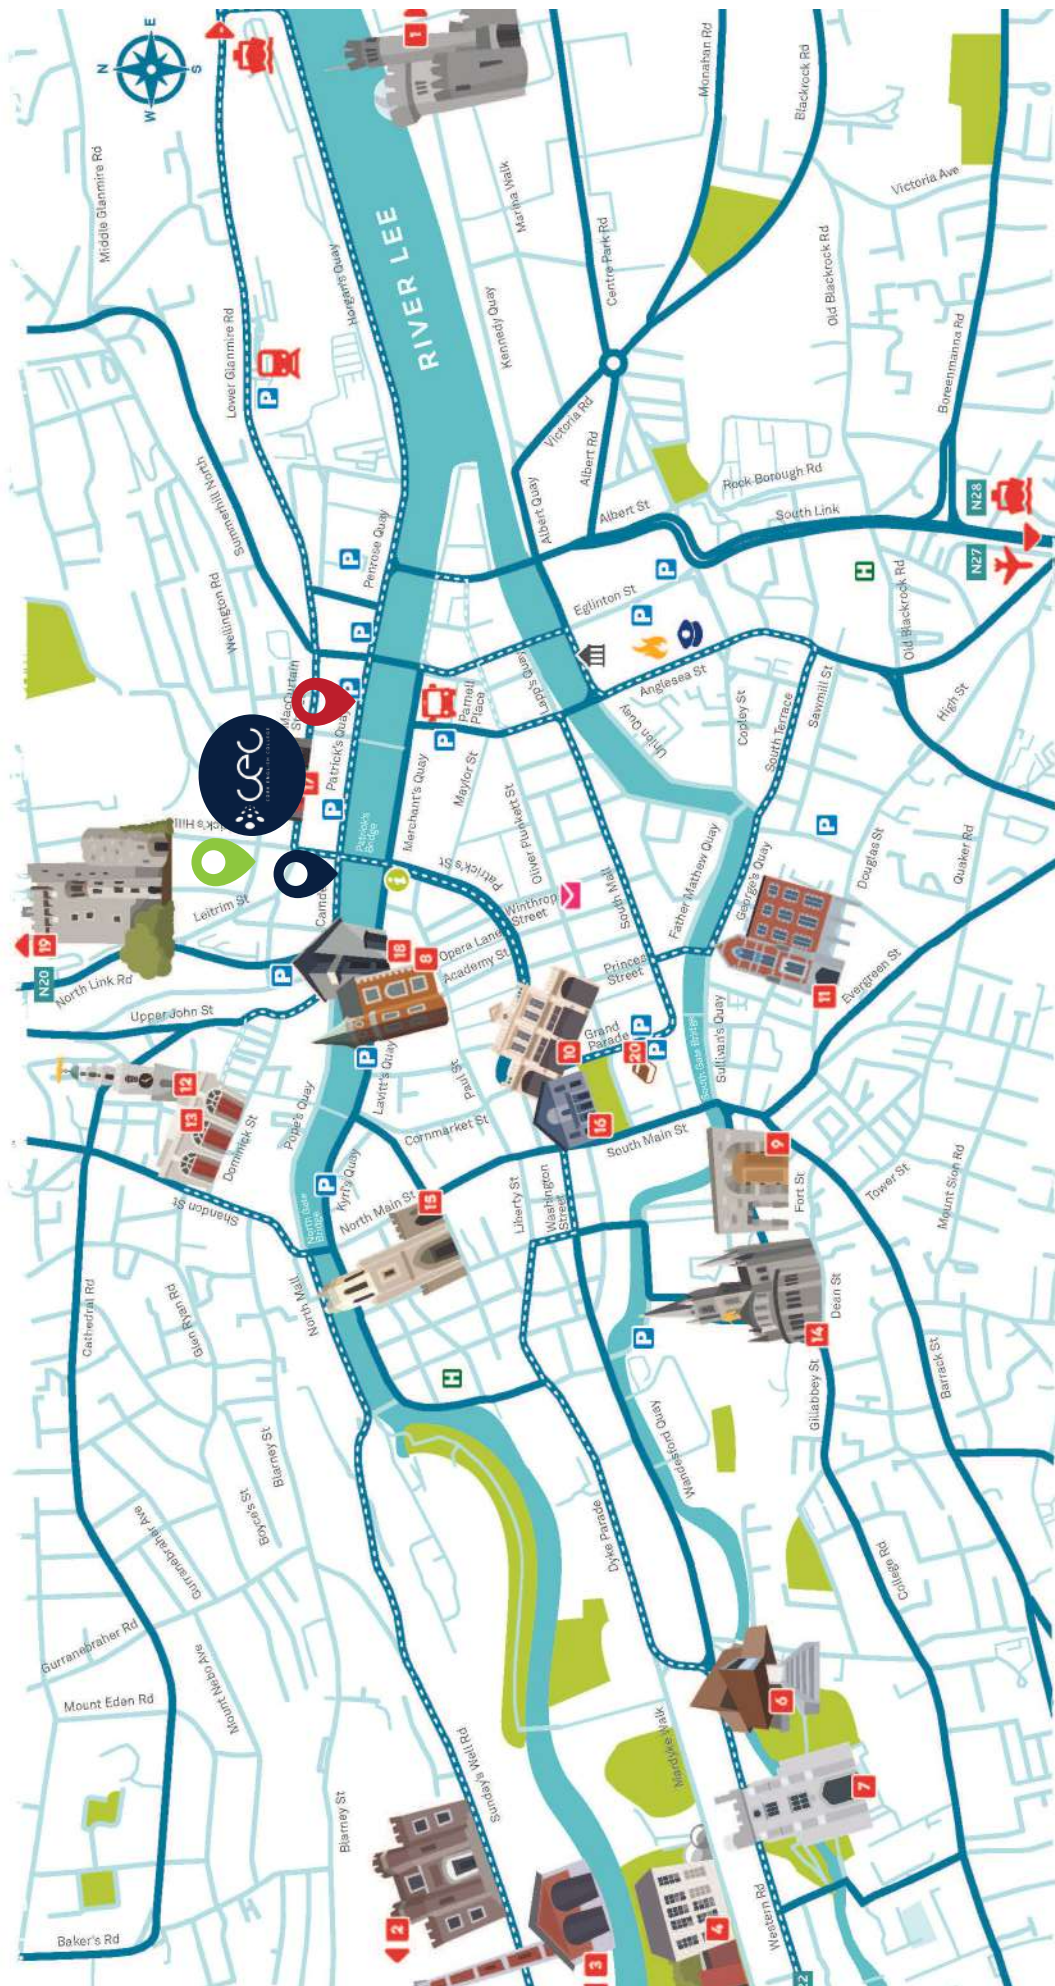 N
E
S
W
1
Monahan Rd
Blackrock Rd
Middle Glanmire Rd
Marina Walk
Victoria Ave
RIVER LEE
Horgan's Quay
Centre Park Rd
Old Blackrock Rd
Lower Glanmire Rd
Kennedy Quay
Boreenmanna Rd
P
Victoria Rd
Albert Rd
Summerhill North
Rock Borough Rd
Albert Quay
Albert St
South Link
N28
N27
Penrose Quay
P
Wellington Rd
P
Eglinton St
P
P
H
Old Blackrock Rd
MacCurtain
P
Parnell
Place
Lapp's Quay
Anglesea St
Sawmill St
High St
Union Quay
Copley St
South Terrace
CEC
CORK ENGLISH COLLEGE
17
Patrick's Quay
P
P
Merchant's Quay
Maylor St
Patrick's
Bridge
Oliver Plunkett St
Patrick's St
South Mall
Father Mathew Quay
George's Quay
P
Douglas St
Quaker Rd
i
Leitrim St
Winthrop
Street
19
N20
North Link Rd
P
18
8
Opera Lane
Academy St
Princes
Street
11
Evergreen St
Upper John St
P
Lavitt's Quay
Paul St
10
Grand
Parade
P
P
20
Sullivan's Quay
South Gate Bridge
12
13
Dominick St
Pope's Quay
Cornmarket St
16
South Main St
9
Fort St
Tower St
Mount Sion Rd
Shandon St
P
Kyrl's Quay
North Gate
Bridge
North Main St
15
Liberty St
Washington
Street
North Mall
Cathedral Rd
Glen Ryan Rd
P
14
Dean St
H
Gillabbey St
Barrack St
Blarney St
Boyce's St
Gurranebraher Ave
Wandesford Quay
Dyke Parade
College Rd
Gurranebraher Rd
Mount Nebo Ave
Mount Eden Rd
6
Mardyke Walk
Sunday's Well Rd
7
Blarney St
2
3
4
Western Rd
Baker's Rd
22